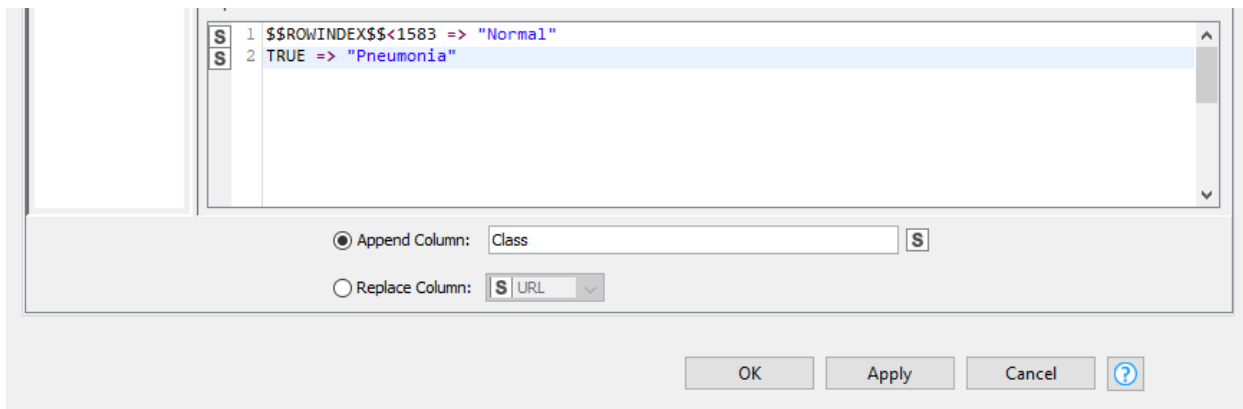 S 1 $$ROWINDEX$$<1583 => "Normal"
S 2 TRUE => "Pneumonia"
Append Column: Class S
Replace Column: S URL
OK Apply Cancel ?